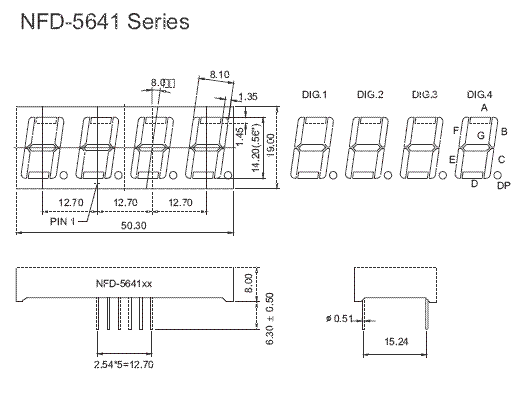 NFD-5641 Series
8.0
8.10
1.35
1.45
14.20(.56")
19.00
DIG.1 DIG.2 DIG.3 DIG.4
A
F B
G
E C
D DP
12.70 12.70 12.70
PIN 1
50.30
NFD-5641xx
8.00
6.30 ± 0.50
2.54*5=12.70
ø 0.51
15.24